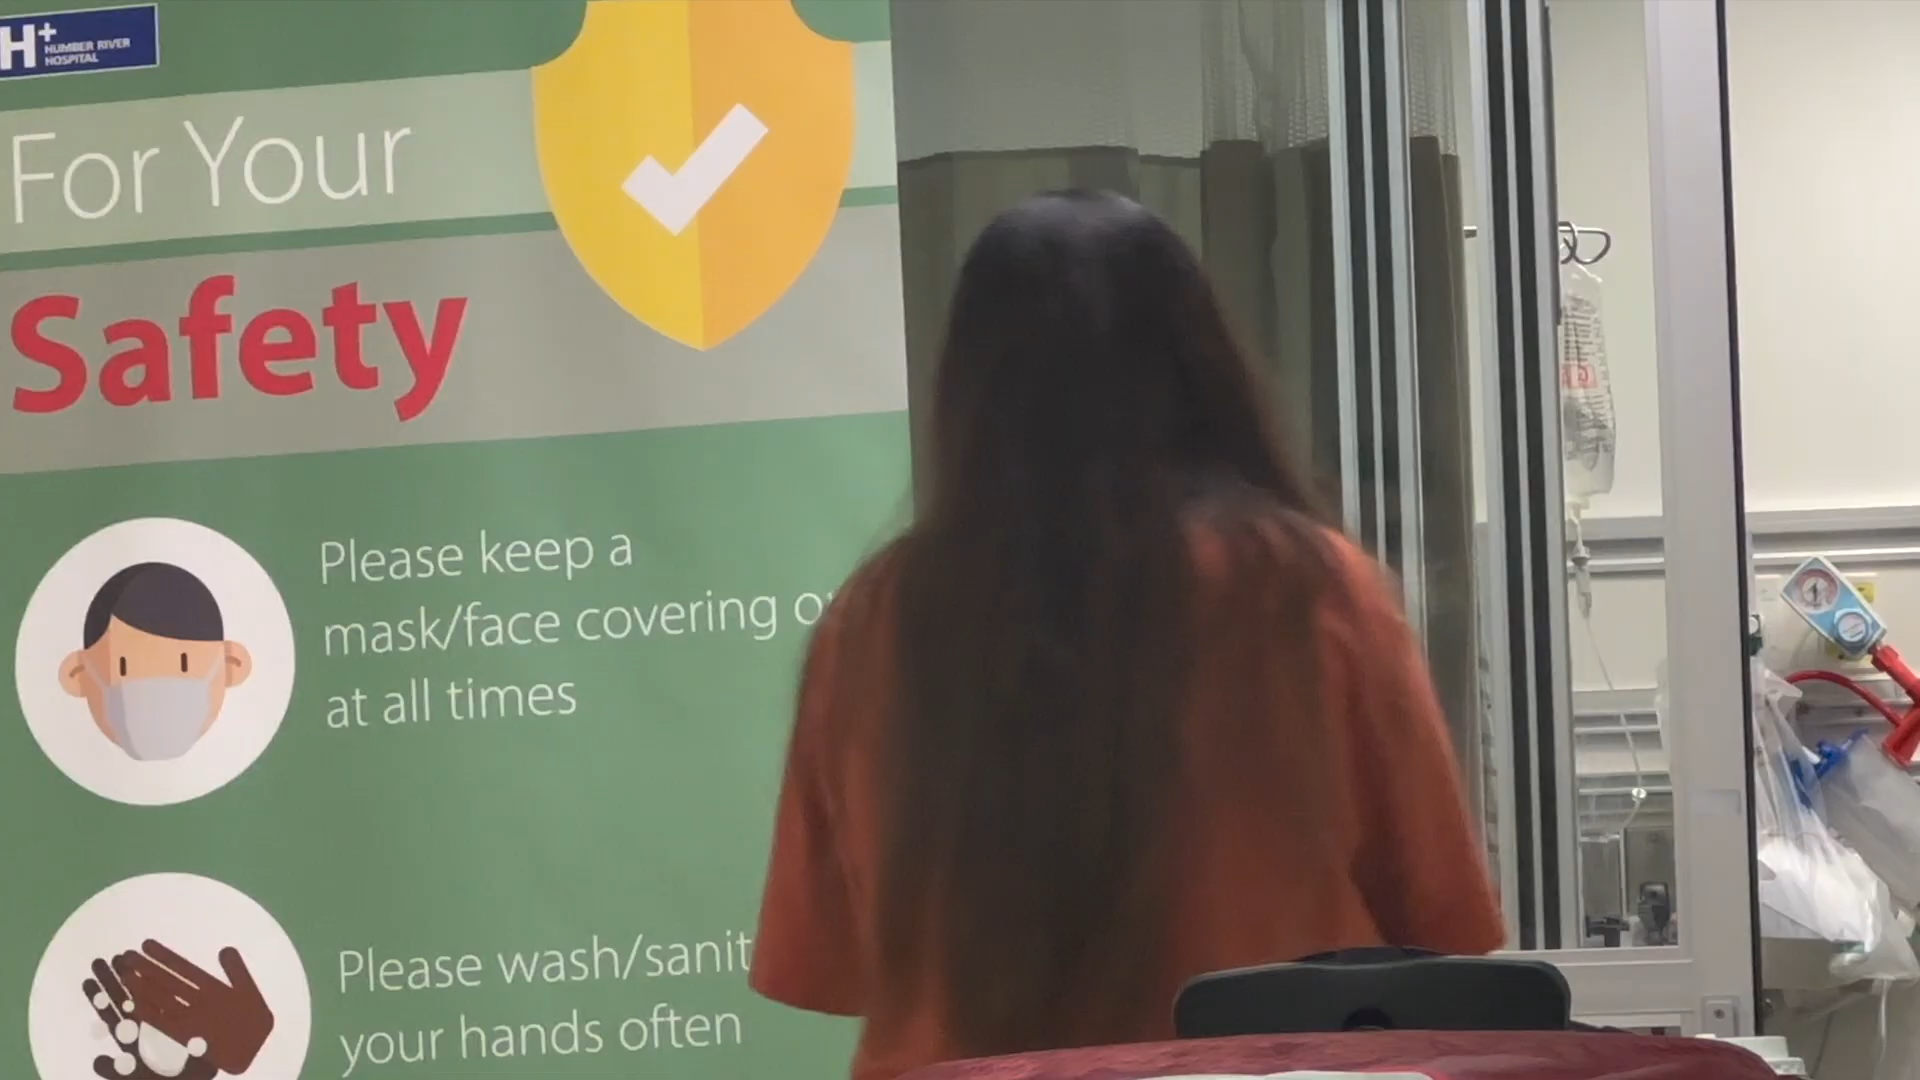 H+
HUMBER RIVER
HOSPITAL
For Your
Safety
Please keep a
mask/face covering
at all times
Please wash/sanit
your hands often